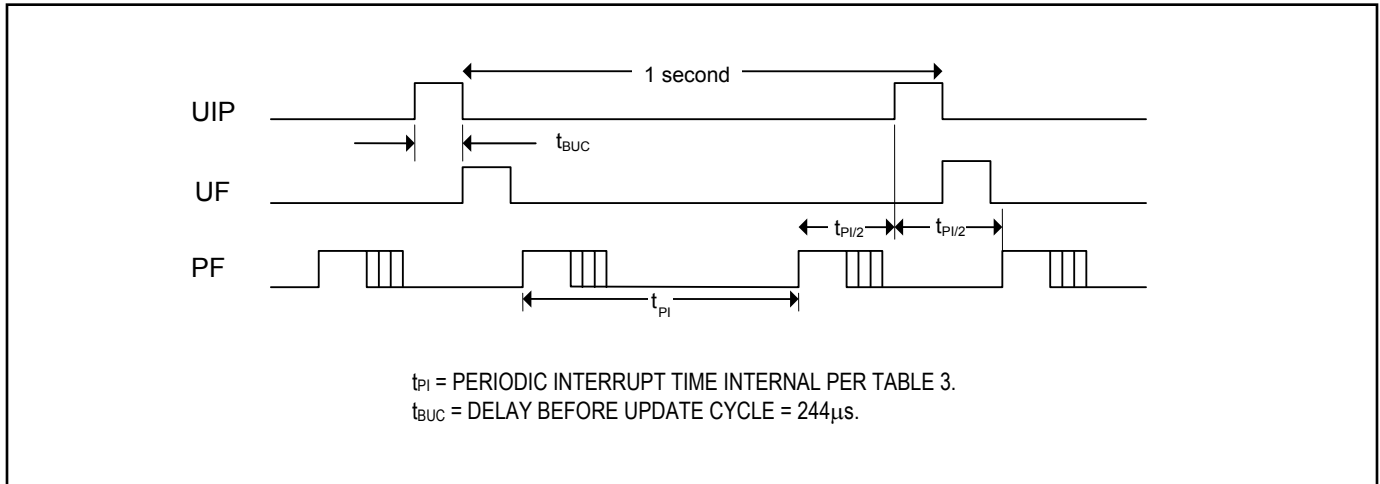 1 second
UIP
tBUC
UF
tPI/2 tPI/2
PF
tPI
tPI = PERIODIC INTERRUPT TIME INTERNAL PER TABLE 3.
tBUC = DELAY BEFORE UPDATE CYCLE = 244μs.